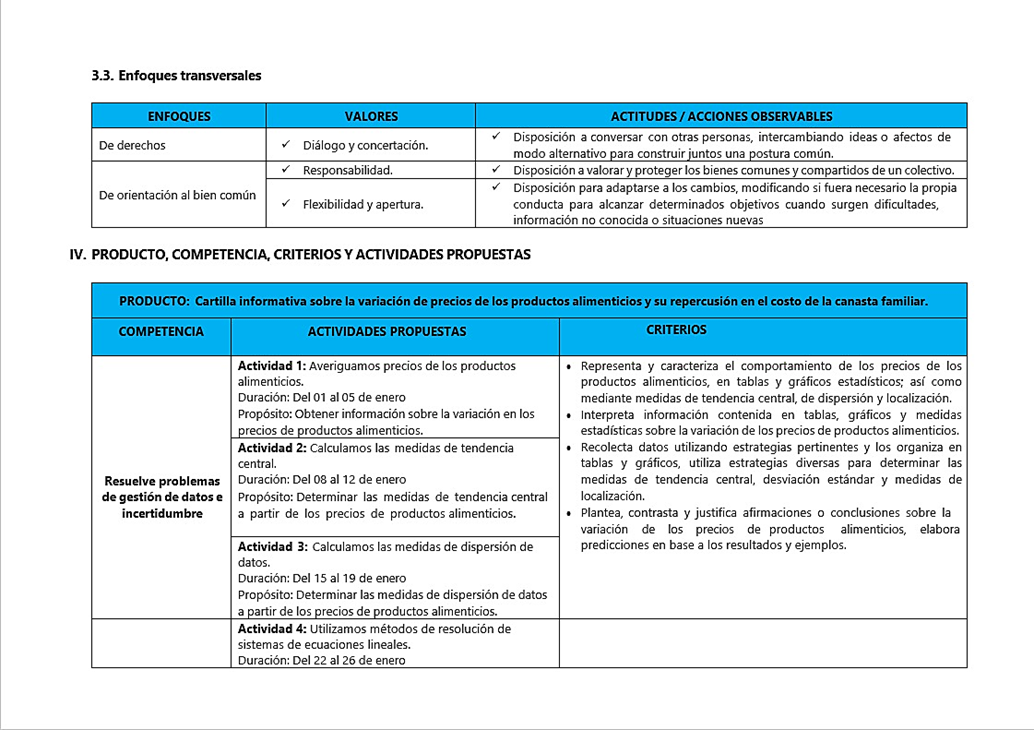 3.3. Enfoques transversales
ENFOQUES
VALORES
ACTITUDES / ACCIONES OBSERVABLES
De derechos
✓ Diálogo y concertación.
✓ Disposición a conversar con otras personas, intercambiando ideas o afectos de
modo alternativo para construir juntos una postura común.
De orientación al bien común
✓ Responsabilidad.
✓ Disposición a valorar y proteger los bienes comunes y compartidos de un colectivo.
✓ Flexibilidad y apertura.
✓ Disposición para adaptarse a los cambios, modificando si fuera necesario la propia
conducta para alcanzar determinados objetivos cuando surgen dificultades,
información no conocida o situaciones nuevas
IV. PRODUCTO, COMPETENCIA, CRITERIOS Y ACTIVIDADES PROPUESTAS
PRODUCTO: Cartilla informativa sobre la variación de precios de los productos alimenticios y su repercusión en el costo de la canasta familiar.
COMPETENCIA
ACTIVIDADES PROPUESTAS
CRITERIOS
Resuelve problemas
de gestión de datos e
incertidumbre
Actividad 1: Averiguamos precios de los productos
alimenticios.
Duración: Del 01 al 05 de enero
Propósito: Obtener información sobre la variación en los
precios de productos alimenticios.
Actividad 2: Calculamos las medidas de tendencia
central.
Duración: Del 08 al 12 de enero
Propósito: Determinar las medidas de tendencia central
a partir de los precios de productos alimenticios.
Actividad 3: Calculamos las medidas de dispersión de
datos.
Duración: Del 15 al 19 de enero
Propósito: Determinar las medidas de dispersión de datos
a partir de los precios de productos alimenticios.
• Representa y caracteriza el comportamiento de los precios de los
productos alimenticios, en tablas y gráficos estadísticos; así como
mediante medidas de tendencia central, de dispersión y localización.
• Interpreta información contenida en tablas, gráficos y medidas
estadísticas sobre la variación de los precios de productos alimenticios.
• Recolecta datos utilizando estrategias pertinentes y los organiza en
tablas y gráficos, utiliza estrategias diversas para determinar las
medidas de tendencia central, desviación estándar y medidas de
localización.
• Plantea, contrasta y justifica afirmaciones o conclusiones sobre la
variación de los precios de productos alimenticios, elabora
predicciones en base a los resultados y ejemplos.
Actividad 4: Utilizamos métodos de resolución de
sistemas de ecuaciones lineales.
Duración: Del 22 al 26 de enero